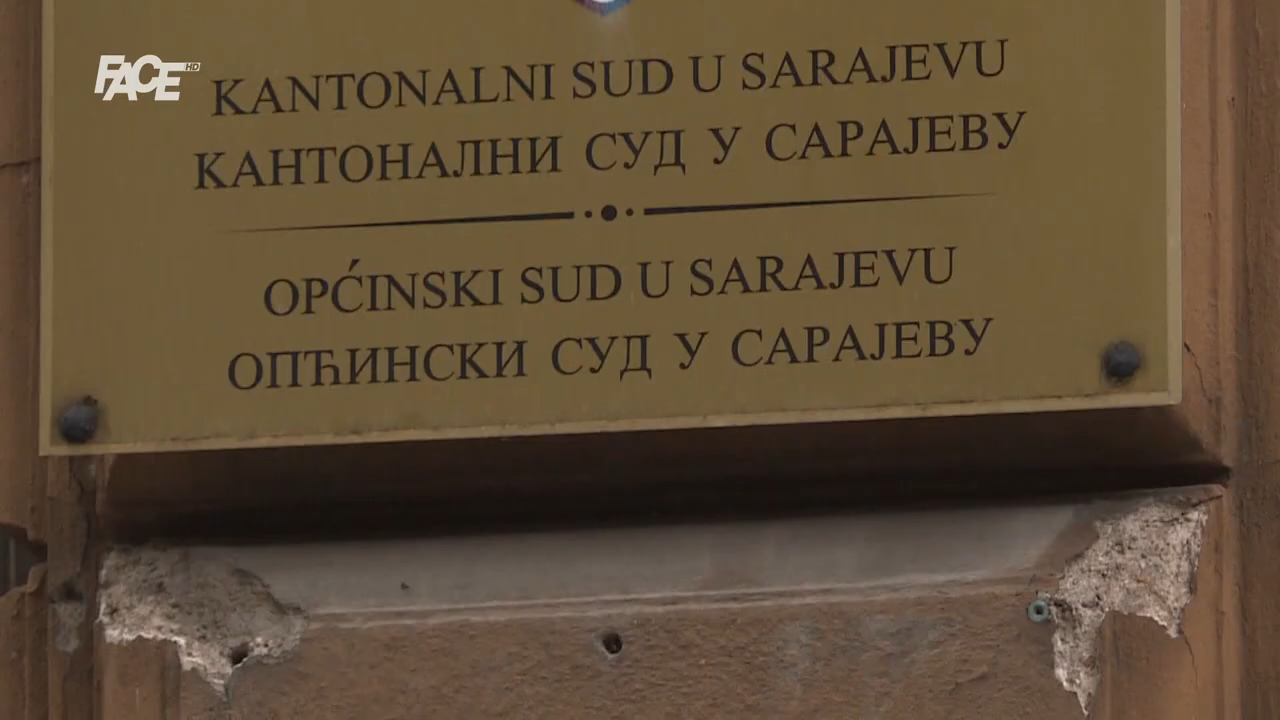 FACE HD
KANTONALNI SUD U SARAJEVU
КАНТОНАЛНИ СУД У САРАЈЕВУ
OPĆINSKI SUD U SARAJEVU
ОПЋИНСКИ СУД У САРАЈЕВУ